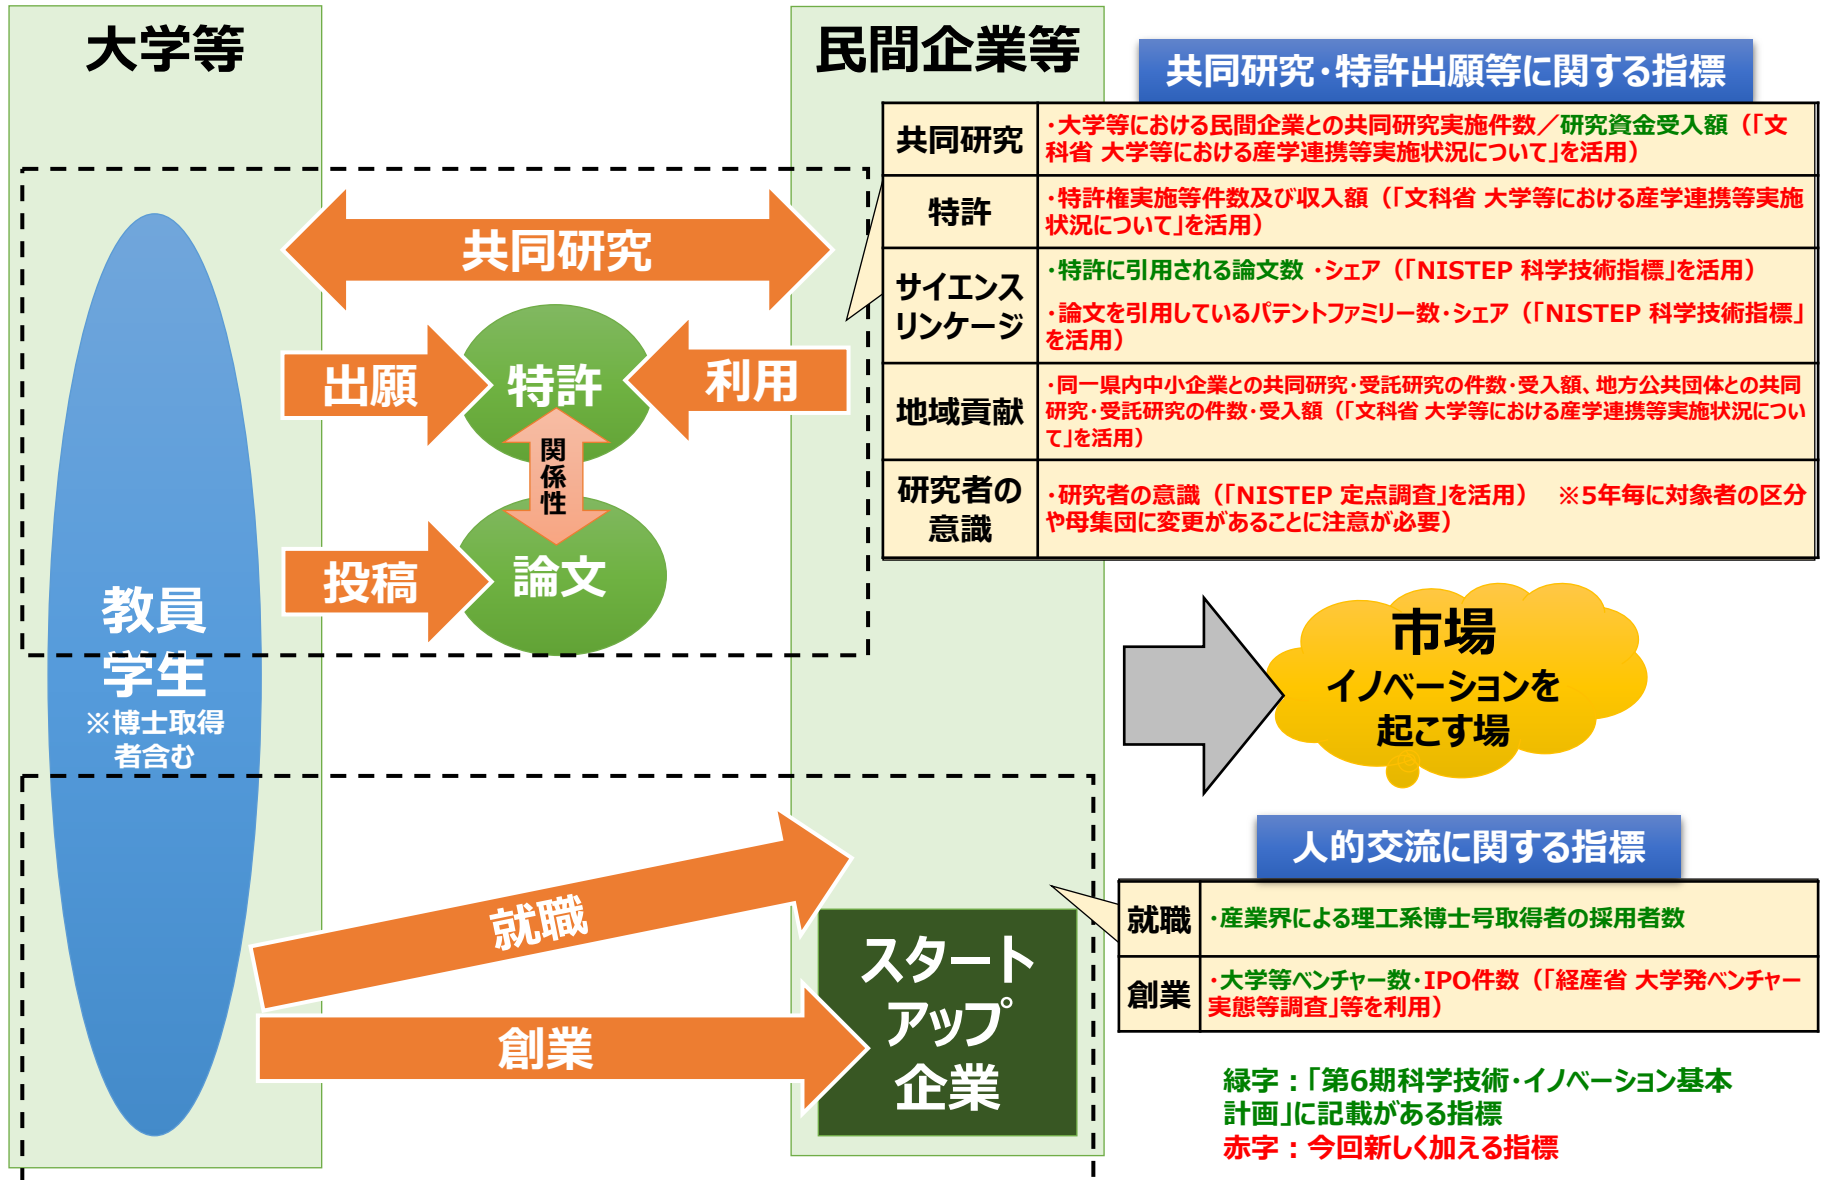 大学等
民間企業等
共同研究・特許出願等に関する指標
共同研究
・大学等における民間企業との共同研究実施件数／研究資金受入額（「文
科省 大学等における産学連携等実施状況について」を活用）
特許
・特許権実施等件数及び収入額（「文科省 大学等における産学連携等実施
状況について」を活用）
サイエンス
リンケージ
・特許に引用される論文数 ・シェア（「NISTEP 科学技術指標」を活用）
・論文を引用しているパテントファミリー数・シェア（「NISTEP 科学技術指標」
を活用）
地域貢献
・同一県内中小企業との共同研究・受託研究の件数・受入額、地方公共団体との共同
研究・受託研究の件数・受入額（「文科省 大学等における産学連携等実施状況につい
て」を活用）
研究者の
意識
・研究者の意識（「NISTEP 定点調査」を活用） ※5年毎に対象者の区分
や母集団に変更があることに注意が必要）
共同研究
出願
特許
利用
関
係
性
投稿
論文
教員
学生
※博士取得
者含む
市場
イノベーションを
起こす場
人的交流に関する指標
就職
・産業界による理工系博士号取得者の採用者数
創業
・大学等ベンチャー数・IPO件数（「経産省 大学発ベンチャー
実態等調査」等を利用）
就職
創業
スタート
アップ
企業
緑字：「第6期科学技術・イノベーション基本
計画」に記載がある指標
赤字：今回新しく加える指標